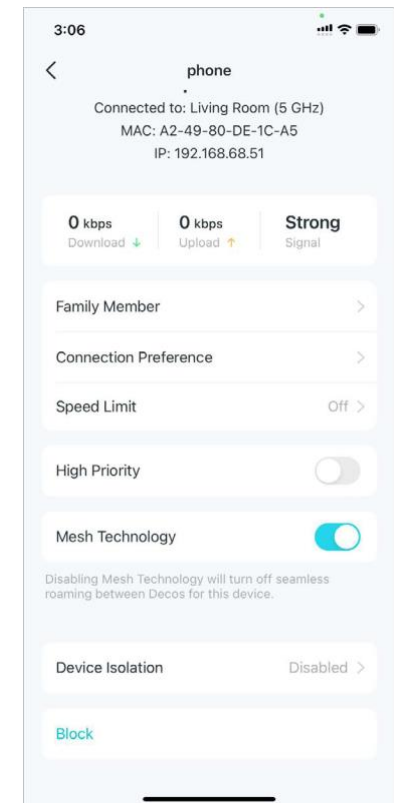 3:06
phone
Connected to: Living Room (5 GHz)
MAC: A2-49-80-DE-1C-A5
IP: 192.168.68.51
0 kbps
Download ↓
0 kbps
Upload ↑
Strong
Signal
Family Member
Connection Preference
Speed Limit Off
High Priority
Mesh Technology
Disabling Mesh Technology will turn off seamless
roaming between Decos for this device.
Device Isolation Disabled
Block